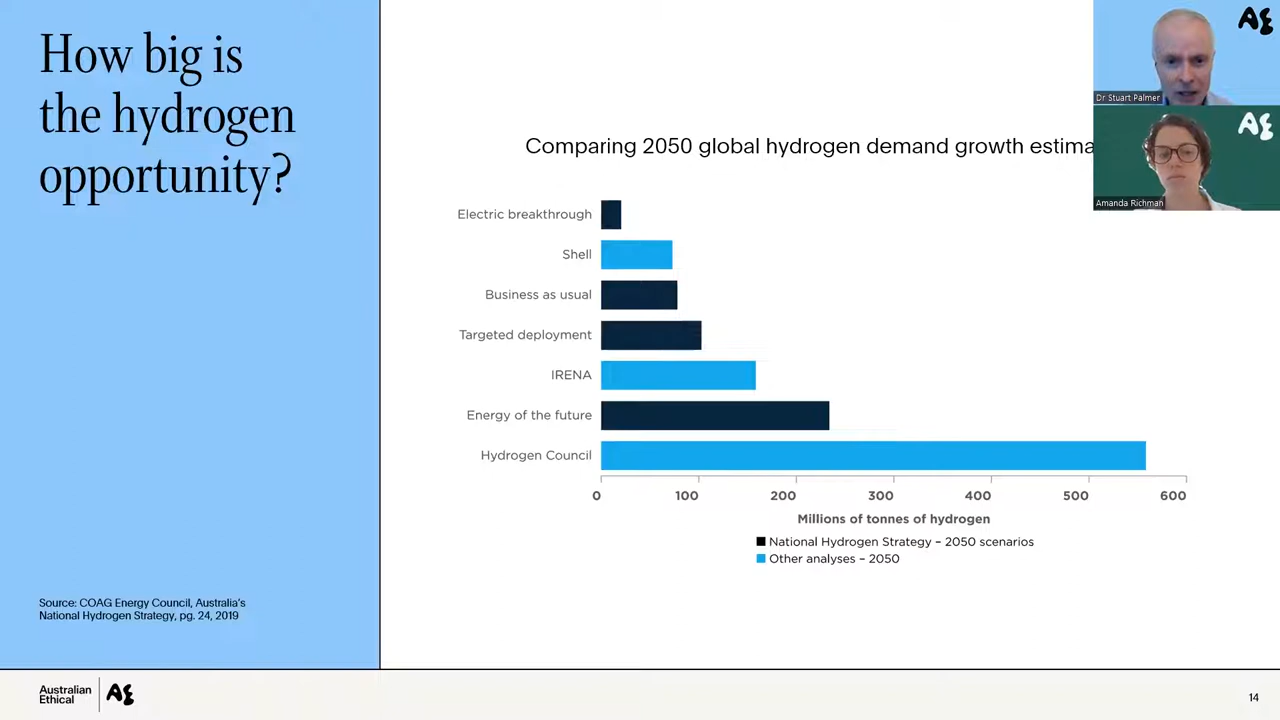 How big is
the hydrogen
opportunity?
Comparing 2050 global hydrogen demand growth estima
Dr Stuart Palmer
Amanda Richman
Electric breakthrough
Shell
Business as usual
Targeted deployment
IRENA
Energy of the future
Hydrogen Council
0 100 200 300 400 500 600
Millions of tonnes of hydrogen
National Hydrogen Strategy – 2050 scenarios
Other analyses – 2050
Source: COAG Energy Council, Australia's
National Hydrogen Strategy, pg. 24, 2019
Australian
Ethical
14